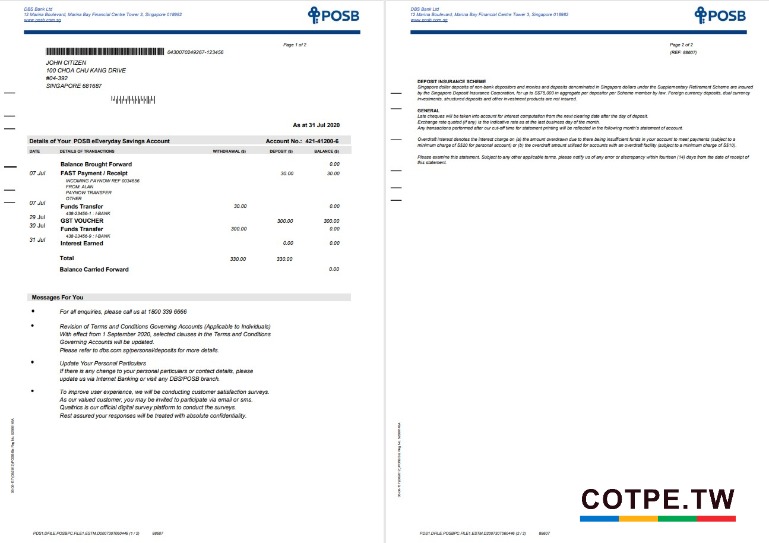 DBS Bank Ltd
12 Marina Boulevard, Marina Bay Financial Centre Tower 3, Singapore 018982
www.posb.com.sg
POSB
Page 1 of 2
JOHN CITIZEN
100 CHOA CHU KANG DRIVE
#04-392
SINGAPORE 681687
As at 31 Jul 2020
Details of Your POSB eEveryday Savings Account Account No.: 421-41200-6
DATE DETAILS OF TRANSACTIONS WITHDRAWAL ($) DEPOSIT ($) BALANCE ($)
Balance Brought Forward 0.00
07 Jul FAST Payment / Receipt 30.00 30.00
INCOMING PAYNOW REF
FROM: ALAN
PAYNOW TRANSFER
OTHER
07 Jul Funds Transfer 30.00 0.00
: I-BANK
29 Jul GST VOUCHER 300.00 300.00
30 Jul Funds Transfer 300.00 0.00
: I-BANK
31 Jul Interest Earned 0.00 0.00
Total 330.00 330.00
Balance Carried Forward 0.00
Messages For You
For all enquiries, please call us at 1800 339 6666
Revision of Terms and Conditions Governing Accounts (Applicable to Individuals)
With effect from 1 September 2020, selected clauses in the Terms and Conditions
Governing Accounts will be updated.
Please refer to dbs.com.sg/personal/deposits for more details.
Update Your Personal Particulars
If there is any change to your personal particulars or contact details, please
update us via Internet Banking or visit any DBS/POSB branch.
To improve user experience, we will be conducting customer satisfaction surveys.
As our valued customer, you may be invited to participate via email or sms.
Qualtrics is our official digital survey platform to conduct the surveys.
Rest assured your responses will be treated with absolute confidentiality.
DBS Bank Ltd
12 Marina Boulevard, Marina Bay Financial Centre Tower 3, Singapore 018982
www.posb.com.sg
POSB
Page 2 of 2
DEPOSIT INSURANCE SCHEME
Singapore dollar deposits of non-bank depositors and monies and deposits denominated in Singapore dollars under the Supplementary Retirement Scheme are insured
by the Singapore Deposit Insurance Corporation, for up to S$75,000 in aggregate per depositor per Scheme member by law. Foreign currency deposits, dual currency
investments, structured deposits and other investment products are not insured.
GENERAL
Late cheques will be taken into account for interest computation from the next clearing date after the day of deposit.
Exchange rate quoted (if any) is the indicative rate as at the last business day of the month.
Any transactions performed after our cut-off time for statement printing will be reflected in the following month's statement of account.
Overdraft interest denotes the interest charge on: (a) the amount overdrawn due to there being insufficient funds in your account to meet payments (subject to a
minimum charge of S$20 for personal account) or (b) the overdraft amount utilised for accounts with an overdraft facility (subject to a minimum charge of S$10).
Please examine this statement. Subject to any other applicable terms, please notify us of any error or discrepancy within fourteen (14) days from the date of receipt of
this statement.
COTPE.TW